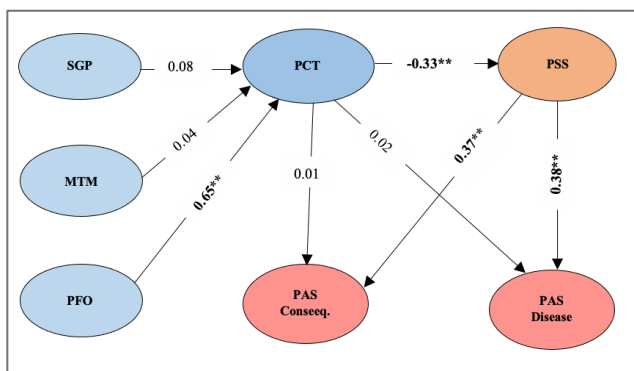 SGP
0.08
PCT
-0.33**
PSS
MTM
0.04
0.65**
0.01
0.02
0.37**
0.38**
PFO
PAS
Conseeq.
PAS
Disease